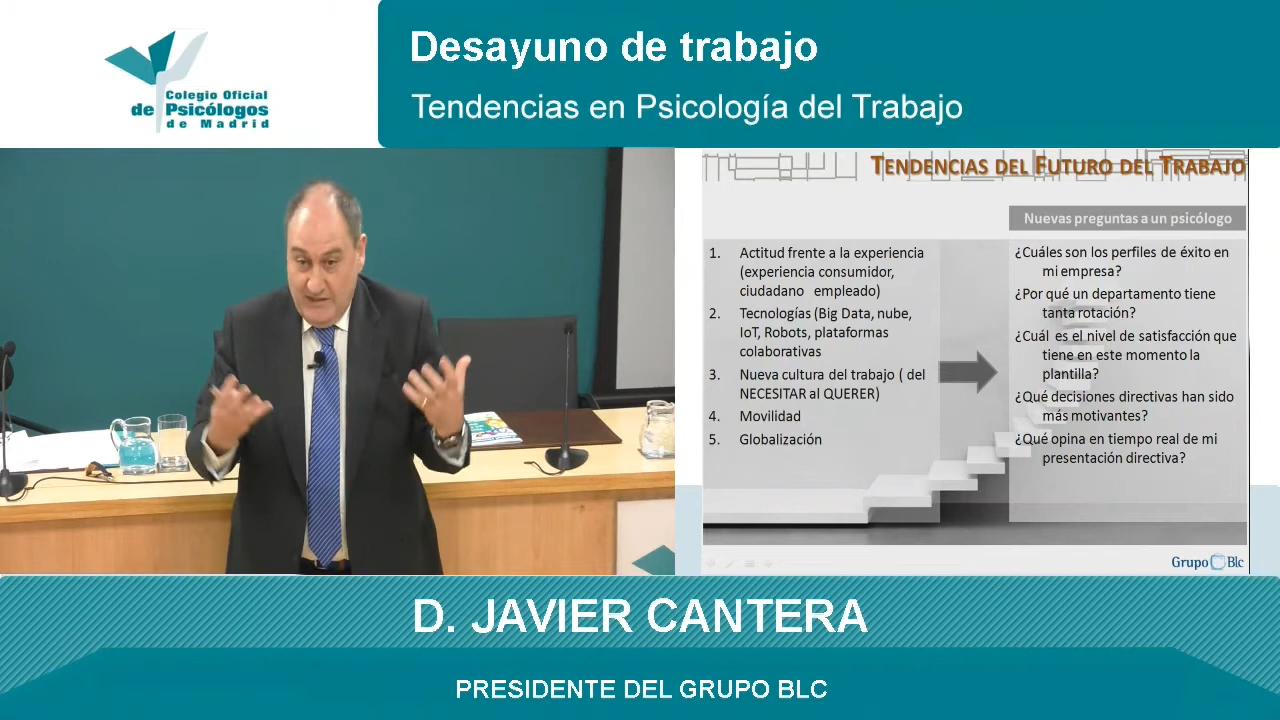 Colegio Oficial
de Psicólogos
de Madrid
Desayuno de trabajo
Tendencias en Psicología del Trabajo
TENDENCIAS DEL FUTURO DEL TRABAJO
Nuevas preguntas a un psicólogo
1. Actitud frente a la experiencia
(experiencia consumidor,
ciudadano empleado)
2. Tecnologías (Big Data, nube,
IoT, Robots, plataformas
colaborativas
3. Nueva cultura del trabajo ( del
NECESITAR al QUERER)
4. Movilidad
5. Globalización
¿Cuáles son los perfiles de éxito en
mi empresa?
¿Por qué un departamento tiene
tanta rotación?
¿Cuál es el nivel de satisfacción que
tiene en este momento la
plantilla?
¿Qué decisiones directivas han sido
más motivantes?
¿Qué opina en tiempo real de mi
presentación directiva?
Grupo Blc
D. JAVIER CANTERA
PRESIDENTE DEL GRUPO BLC